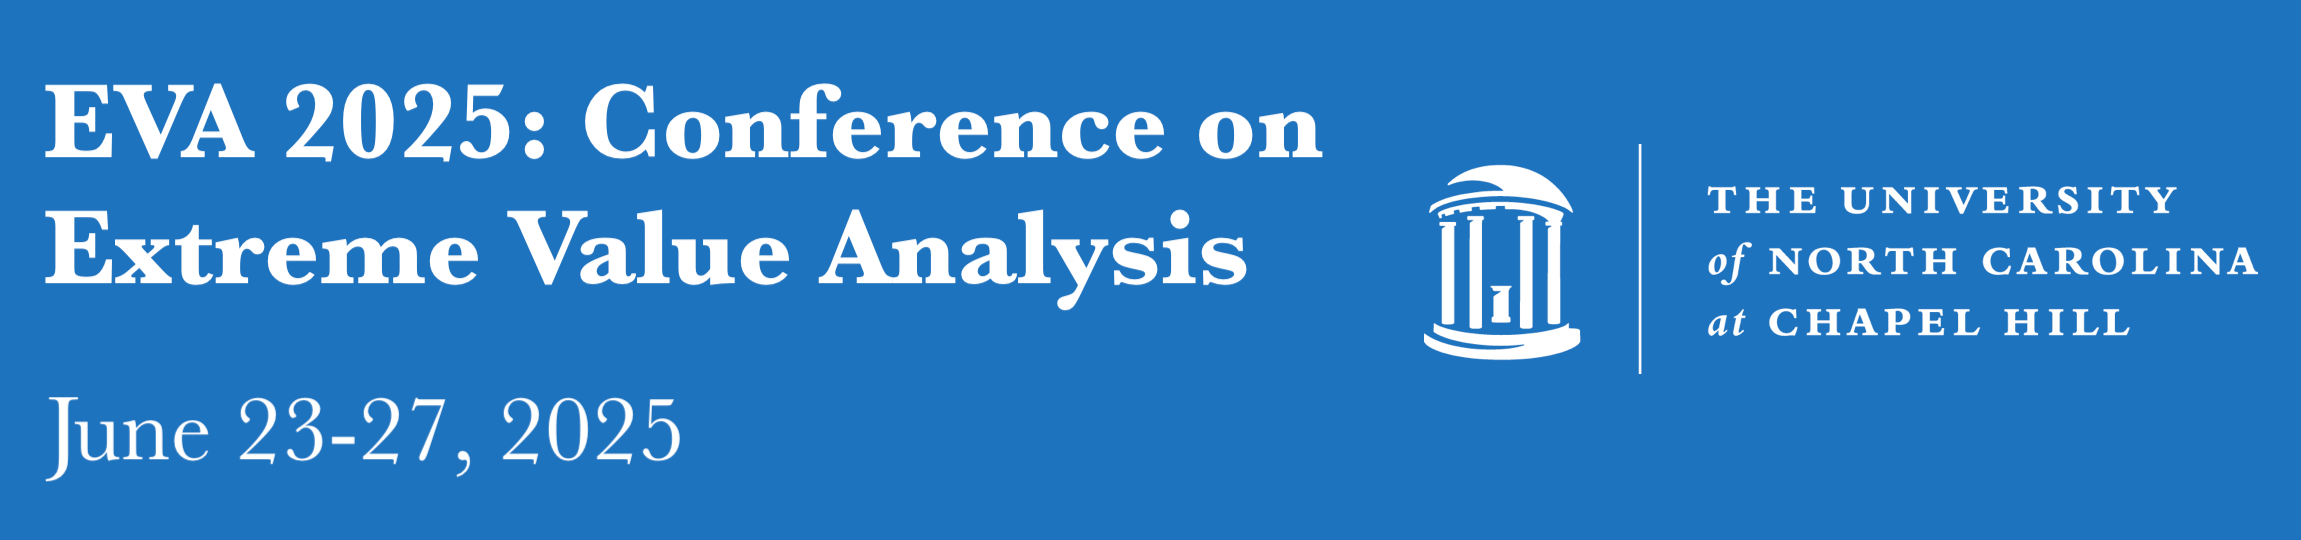 EVA 2025: Conference on
Extreme Value Analysis
June 23-27, 2025
THE UNIVERSITY
of NORTH CAROLINA
at CHAPEL HILL